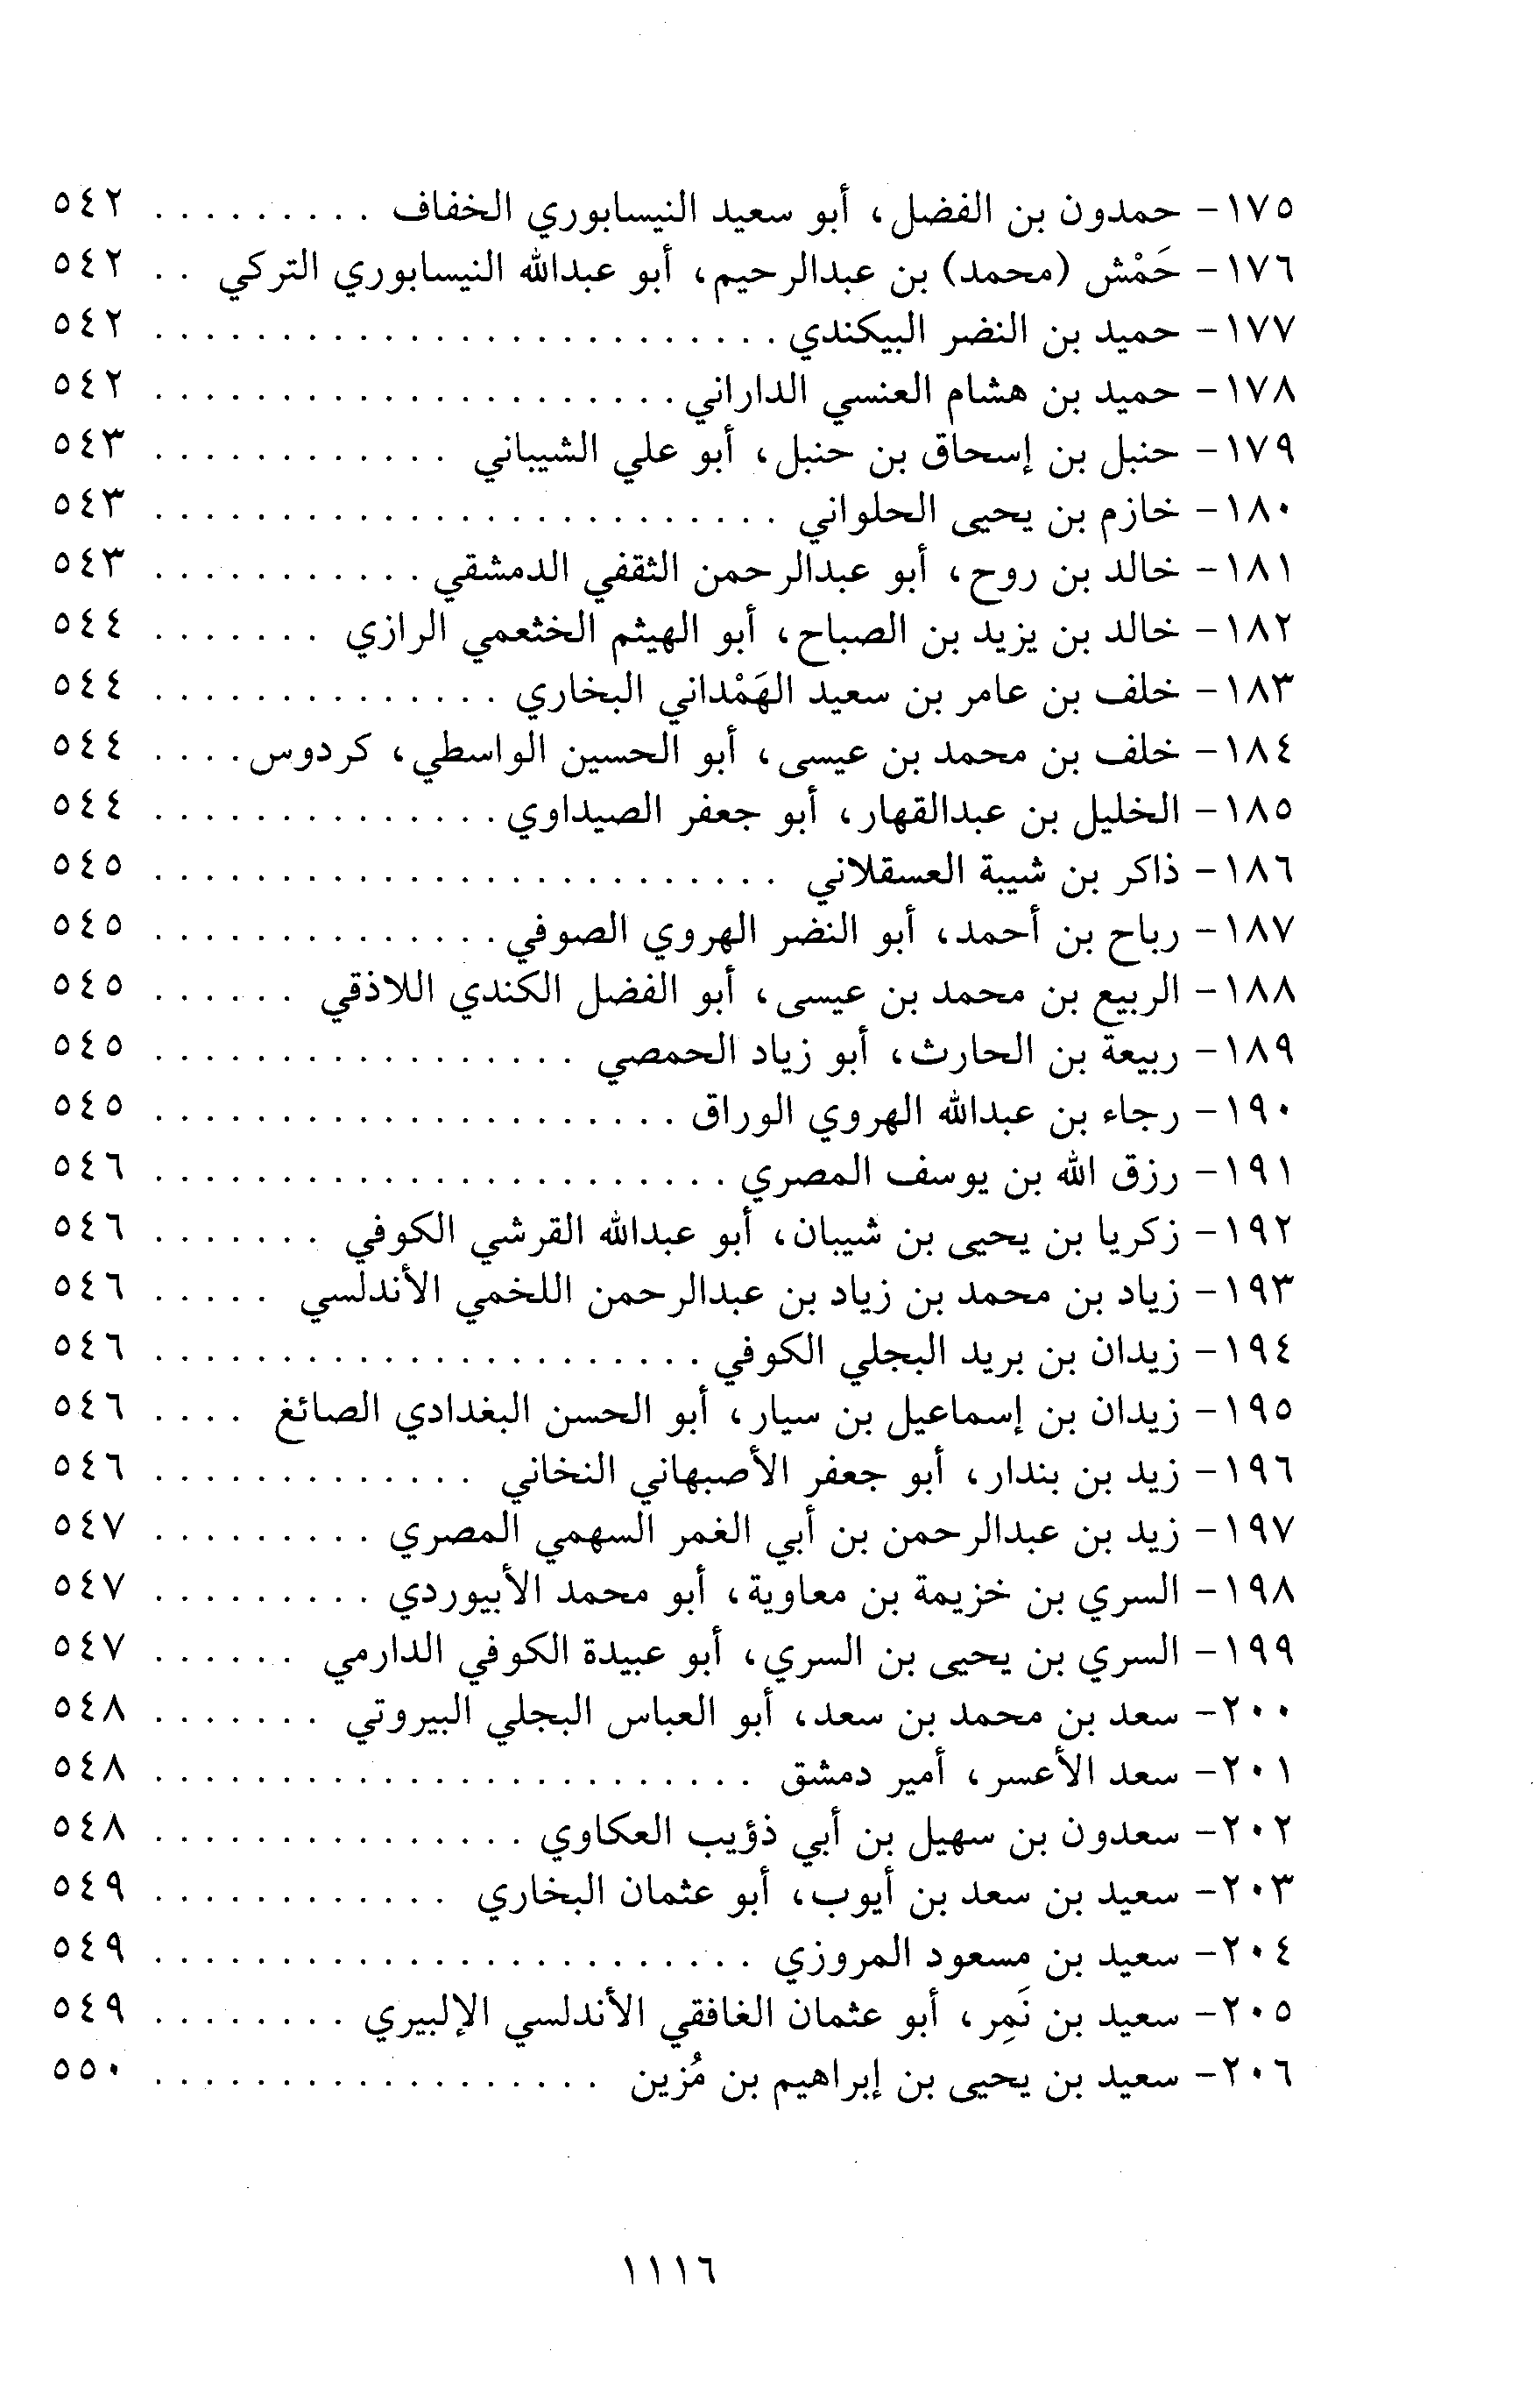 ١٧٥- حمدون بن الفضل، أبو سعيد النيسابوري الخفاف . . . . . . . . . ٥٤٢
١٧٦- حَمْش (محمد) بن عبدالرحيم، أبو عبدالله النيسابوري التركي . . ٥٤٢
١٧٧- حميد بن النضر البيكندي . . . . . . . . . . . . . . . . . . . . . . . . . ٥٤٢
١٧٨- حميد بن هشام العنسي الداراني . . . . . . . . . . . . . . . . . . . . . ٥٤٢
١٧٩- حنبل بن إسحاق بن حنبل، أبو علي الشيباني . . . . . . . . . . . . ٥٤٣
١٨٠- خازم بن يحيى الحلواني . . . . . . . . . . . . . . . . . . . . . . . . . ٥٤٣
١٨١- خالد بن روح، أبو عبدالرحمن الثقفي الدمشقي . . . . . . . . . . . ٥٤٣
١٨٢- خالد بن يزيد بن الصباح، أبو الهيثم الخثعمي الرازي . . . . . . . ٥٤٤
١٨٣- خلف بن عامر بن سعيد الهَمْداني البخاري . . . . . . . . . . . . . . ٥٤٤
١٨٤- خلف بن محمد بن عيسى، أبو الحسين الواسطي، كردوس . . . . ٥٤٤
١٨٥- الخليل بن عبدالقهار، أبو جعفر الصيداوي . . . . . . . . . . . . . . ٥٤٤
١٨٦- ذاكر بن شيبة العسقلاني . . . . . . . . . . . . . . . . . . . . . . . . . ٥٤٥
١٨٧- رباح بن أحمد، أبو النضر الهروي الصوفي . . . . . . . . . . . . . . ٥٤٥
١٨٨- الربيع بن محمد بن عيسى، أبو الفضل الكندي اللاذقي . . . . . . ٥٤٥
١٨٩- ربيعة بن الحارث، أبو زياد الحمصي . . . . . . . . . . . . . . . . . ٥٤٥
١٩٠- رجاء بن عبدالله الهروي الوراق . . . . . . . . . . . . . . . . . . . . . ٥٤٥
١٩١- رزق الله بن يوسف المصري . . . . . . . . . . . . . . . . . . . . . . . ٥٤٦
١٩٢- زكريا بن يحيى بن شيبان، أبو عبدالله القرشي الكوفي . . . . . . . ٥٤٦
١٩٣- زياد بن محمد بن زياد بن عبدالرحمن اللخمي الأندلسي . . . . . ٥٤٦
١٩٤- زيدان بن بريد البجلي الكوفي . . . . . . . . . . . . . . . . . . . . . . ٥٤٦
١٩٥- زيدان بن إسماعيل بن سيار، أبو الحسن البغدادي الصائغ . . . . ٥٤٦
١٩٦- زيد بن بندار، أبو جعفر الأصبهاني النخاني . . . . . . . . . . . . . ٥٤٦
١٩٧- زيد بن عبدالرحمن بن أبي الغمر السهمي المصري . . . . . . . . . ٥٤٧
١٩٨- السري بن خزيمة بن معاوية، أبو محمد الأبيوردي . . . . . . . . . ٥٤٧
١٩٩- السري بن يحيى بن السري، أبو عبيدة الكوفي الدارمي . . . . . . ٥٤٧
٢٠٠- سعد بن محمد بن سعد، أبو العباس البجلي البيروتي . . . . . . . ٥٤٨
٢٠١- سعد الأعسر، أمير دمشق . . . . . . . . . . . . . . . . . . . . . . . . ٥٤٨
٢٠٢- سعدون بن سهيل بن أبي ذؤيب العكاوي . . . . . . . . . . . . . . . ٥٤٨
٢٠٣- سعيد بن سعد بن أيوب، أبو عثمان البخاري . . . . . . . . . . . . ٥٤٩
٢٠٤- سعيد بن مسعود المروزي . . . . . . . . . . . . . . . . . . . . . . . . ٥٤٩
٢٠٥- سعيد بن نَمِر، أبو عثمان الغافقي الأندلسي الإلبيري . . . . . . . . ٥٤٩
٢٠٦- سعيد بن يحيى بن إبراهيم بن مُزين . . . . . . . . . . . . . . . . . . ٥٥٠
١١١٦